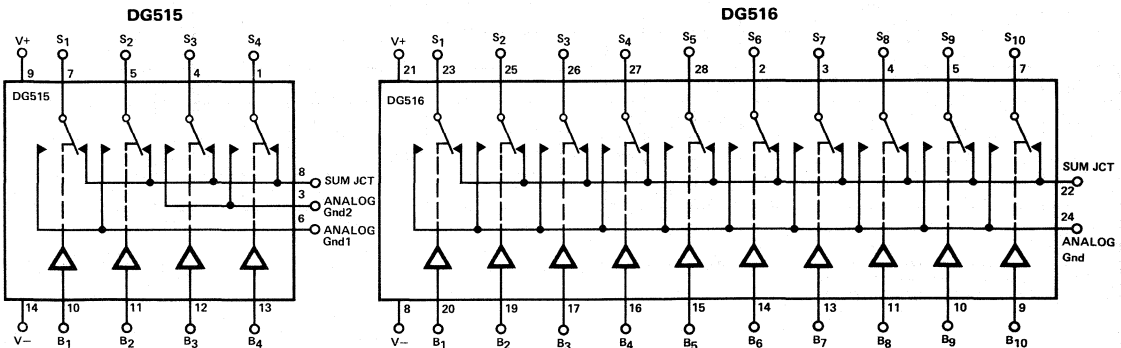 DG515
V+ S1 S2 S3 S4
9 7 5 4 1
DG515
8
SUM JCT
3
ANALOG
Gnd2
6
ANALOG
Gnd1
14 10 11 12 13
V– B1 B2 B3 B4
DG516
V+ S1 S2 S3 S4 S5 S6 S7 S8 S9 S10
21 23 25 26 27 28 2 3 4 5 7
DG516
SUM JCT
22
24
ANALOG
Gnd
8 20 19 17 16 15 14 13 11 10 9
V– B1 B2 B3 B4 B5 B6 B7 B8 B9 B10